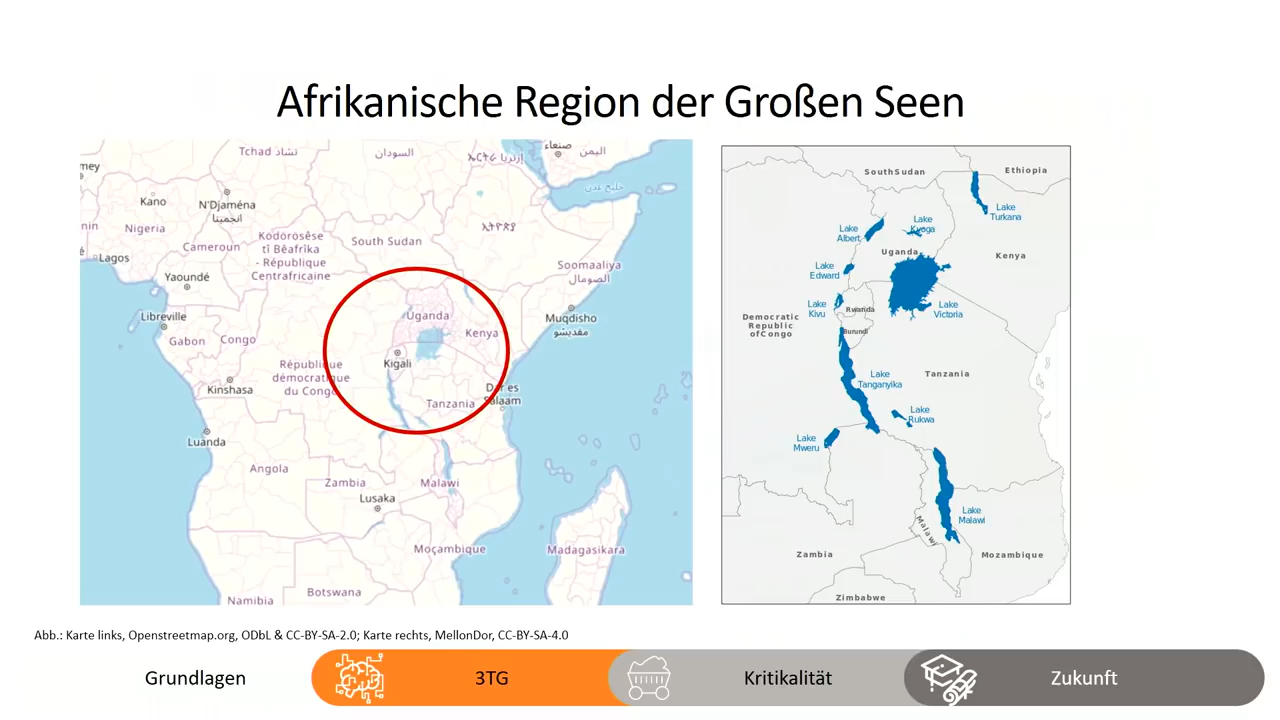 Afrikanische Region der Großen Seen
Tchad تشاد
السودان
صنعاء
اليمن
mey
Kano
N'Djaména
انجمينا
خليج عدن
Nigeria
Cameroun
Ködörösêse
tî Bêafrîka
- République
Centrafricaine
South Sudan
nin
Lagos
Yaoundé
Soomaaliya
الصومال
Libreville
Gabon
Congo
Uganda
Kenya
Muqdisho
مقديشو
Kigali
République
démocratique
du Congo
Kinshasa
Tanzania
Dar es
Salaam
Luanda
Angola
Zambia
Malawi
Lusaka
Moçambique
Madagasikara
Botswana
Namibia
SouthSudan
Ethiopia
Lake
Turkana
Lake
Kyoga
Lake
Albert
Uganda
Kenya
Lake
Edward
Lake
Kivu
Rwanda
Lake
Victoria
Democratic
Republic
ofCongo
Burundi
Lake
Tanganyika
Tanzania
Lake
Rukwa
Lake
Mweru
Lake
Malawi
Malawi
Zambia
Mozambique
Zimbabwe
Abb.: Karte links, Openstreetmap.org, ODbL & CC-BY-SA-2.0; Karte rechts, MellonDor, CC-BY-SA-4.0
Grundlagen
3TG
Kritikalität
Zukunft